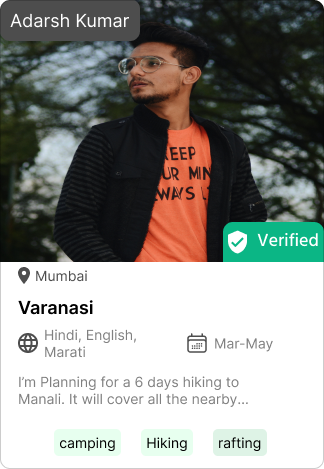 Adarsh Kumar
KEEP
UR MIN
WAYS L
Verified
Mumbai
Varanasi
Hindi, English,
Marati
Mar-May
I’m Planning for a 6 days hiking to
Manali. It will cover all the nearby...
camping
Hiking
rafting